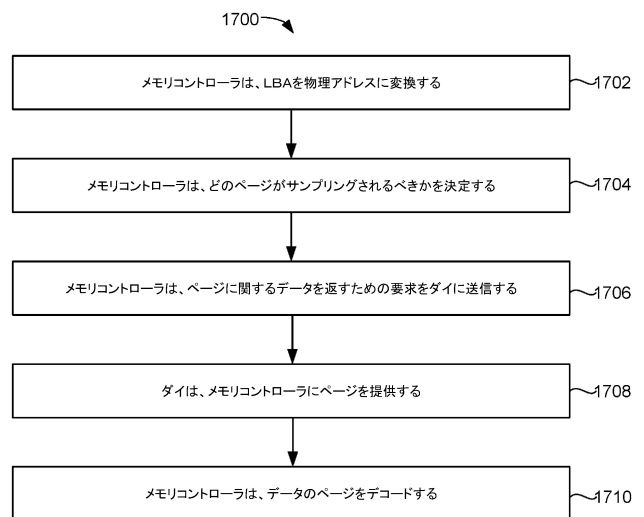 1700
メモリコントローラは、LBAを物理アドレスに変換する
1702
メモリコントローラは、どのページがサンプリングされるべきかを決定する
1704
メモリコントローラは、ページに関するデータを返すための要求をダイに送信する
1706
ダイは、メモリコントローラにページを提供する
1708
メモリコントローラは、データのページをデコードする
1710